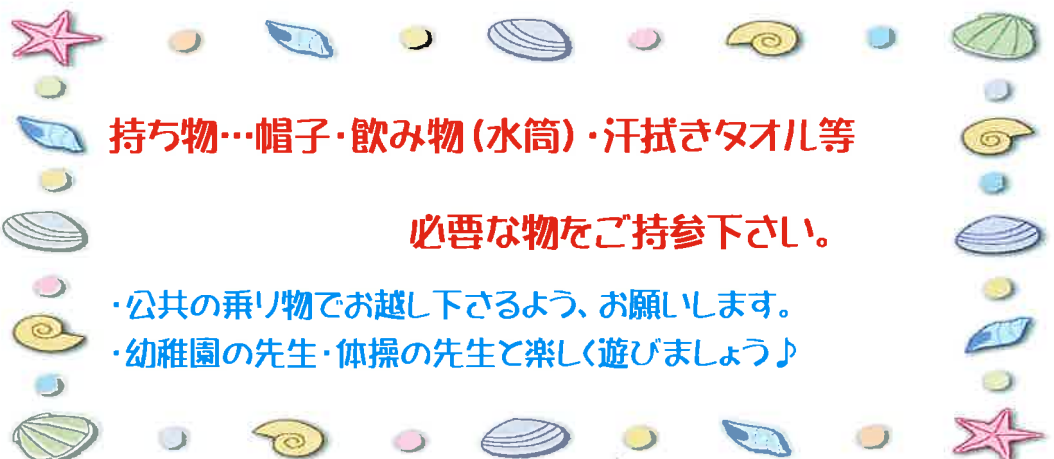 持ち物…帽子・飲み物(水筒)・汗拭きタオル等
必要な物をご持参下さい。
・公共の乗り物でお越し下さるよう、お願いします。
・幼稚園の先生・体操の先生と楽しく遊びましょう♪